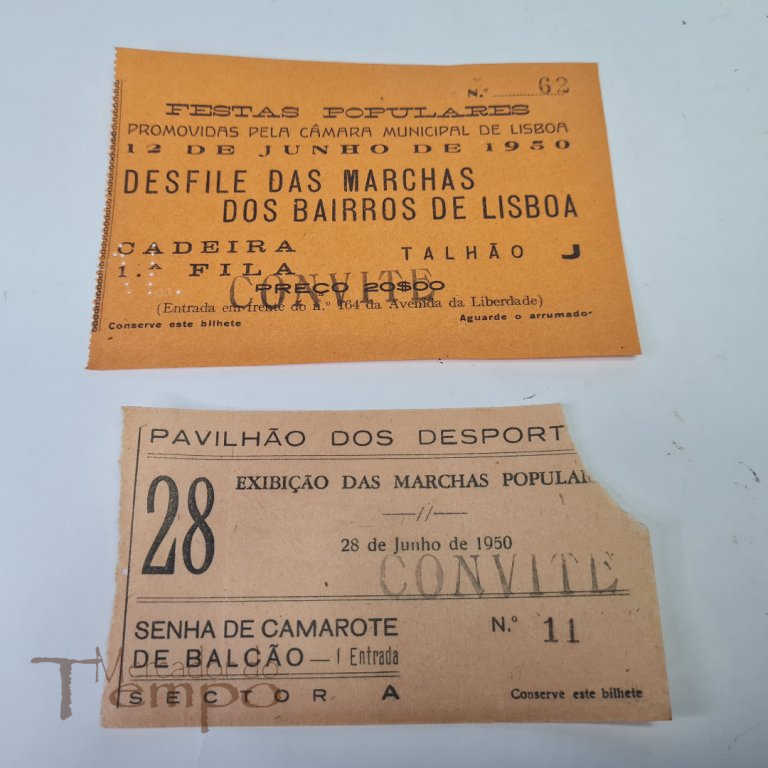 N.º 62
FESTAS POPULARES
PROMOVIDAS PELA CÂMARA MUNICIPAL DE LISBOA
12 DE JUNHO DE 1950
DESFILE DAS MARCHAS
DOS BAIRROS DE LISBOA
CADEIRA
1.ª FILA
TALHÃO J
CONVITE
PREÇO 20$00
(Entrada em frente do n.º 164 da Avenida da Liberdade)
Conserve este bilhete
Aguarde o arrumador
PAVILHÃO DOS DESPORT
28
EXIBIÇÃO DAS MARCHAS POPULAR
28 de Junho de 1950
CONVITE
SENHA DE CAMAROTE
DE BALCÃO — 1 Entrada
N.º 11
SECTOR A
Conserve este bilhete
Mercador do
Tempo